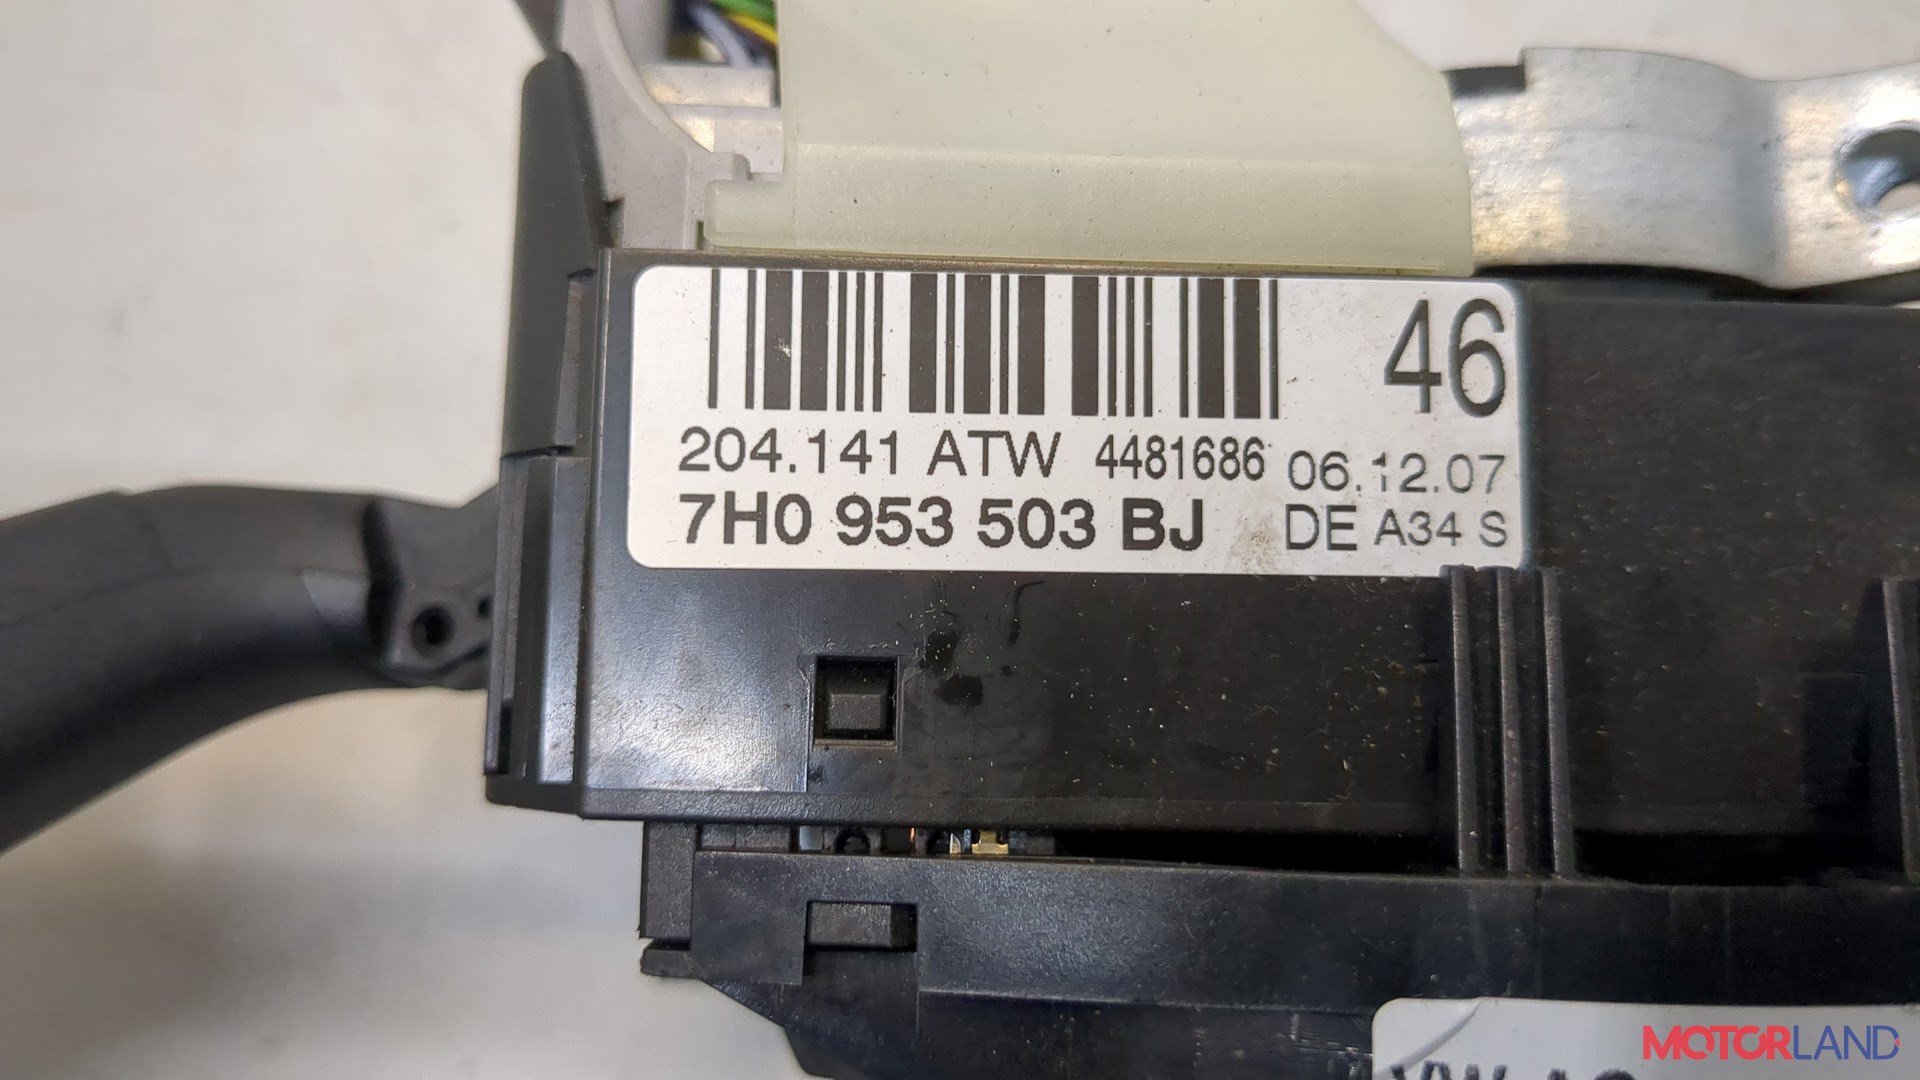 46
204.141 ATW 4481686 06.12.07
7H0 953 503 BJ DE A34 S
MOTORLAND